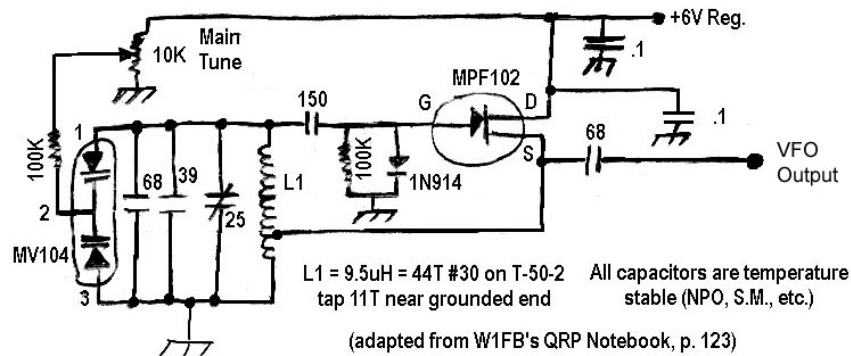 +6V Reg.
Main
Tune
10K
.1
MPF102
150
G
D
.1
1
100K
68
39
25
L1
100K
1N914
S
68
VFO
Output
2
MV104
3
L1 = 9.5uH = 44T #30 on T-50-2
tap 11T near grounded end
All capacitors are temperature
stable (NPO, S.M., etc.)
(adapted from W1FB's QRP Notebook, p. 123)